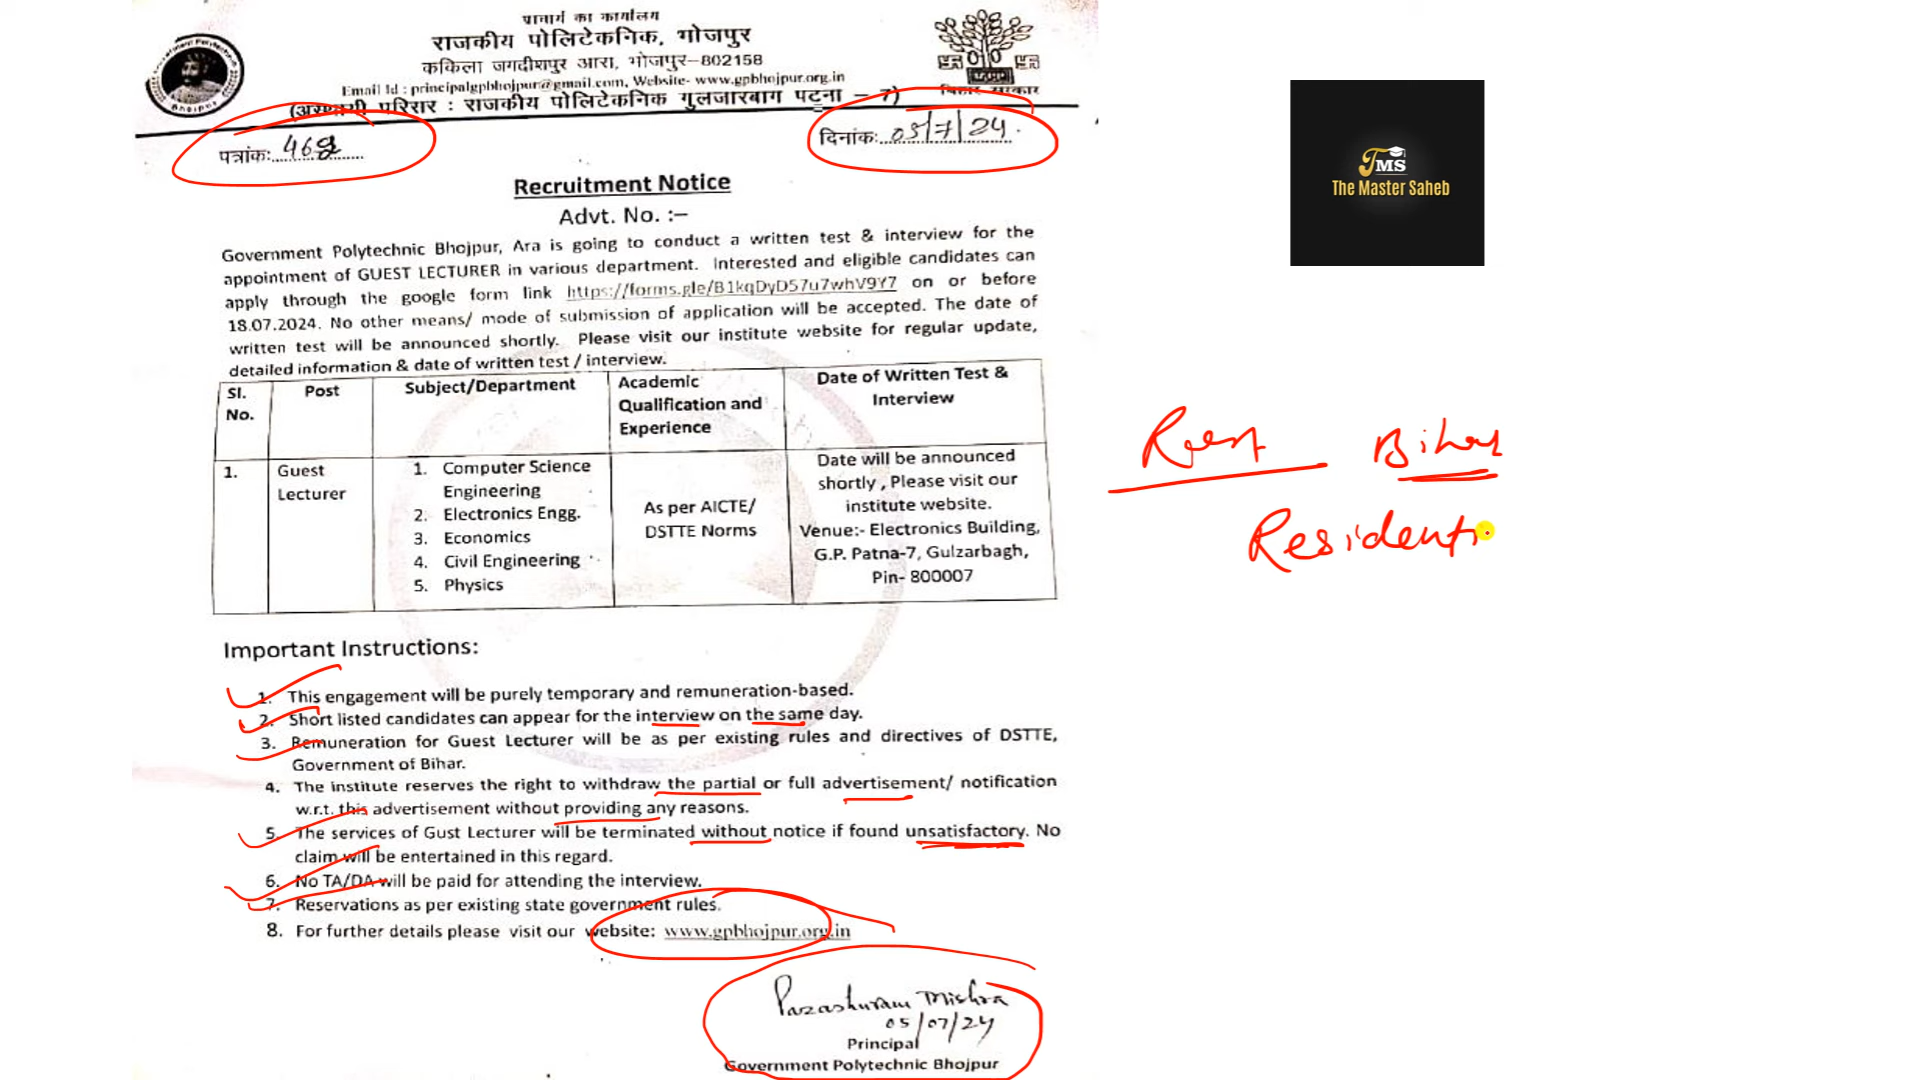 प्राचार्य का कार्यालय
राजकीय पोलिटेकनिक, भोजपुर
ककिला जगदीशपुर आरा, भोजपुर–802158
Email Id : principalgpbhojpur@gmail.com, Website- www.gpbhojpur.org.in
(अस्थायी परिसर : राजकीय पोलिटेकनिक गुलजारबाग पटना – 7)
बिहार सरकार
Bhojpur
पत्रांक:
दिनांक: 05/7/24
TMS
The Master Saheb
Recruitment Notice
Advt. No. :–
Government Polytechnic Bhojpur, Ara is going to conduct a written test & interview for the
appointment of GUEST LECTURER in various department. Interested and eligible candidates can
apply through the google form link https://forms.gle/B1kqDyD57u7whV9Y7 on or before
18.07.2024. No other means/ mode of submission of application will be accepted. The date of
written test will be announced shortly. Please visit our institute website for regular update,
detailed information & date of written test / interview.
Sl. No.
Post
Subject/Department
Academic Qualification and Experience
Date of Written Test & Interview
1.
Guest Lecturer
1. Computer Science Engineering
2. Electronics Engg.
3. Economics
4. Civil Engineering
5. Physics
As per AICTE/ DSTTE Norms
Date will be announced
shortly , Please visit our
institute website.
Venue:- Electronics Building,
G.P. Patna-7, Gulzarbagh,
Pin- 800007
Bihar
Residenti
Important Instructions:
1. This engagement will be purely temporary and remuneration-based.
2. Short listed candidates can appear for the interview on the same day.
3. Remuneration for Guest Lecturer will be as per existing rules and directives of DSTTE,
Government of Bihar.
4. The institute reserves the right to withdraw the partial or full advertisement/ notification
w.r.t. this advertisement without providing any reasons.
5. The services of Gust Lecturer will be terminated without notice if found unsatisfactory. No
claim will be entertained in this regard.
6. No TA/DA will be paid for attending the interview.
7. Reservations as per existing state government rules.
8. For further details please visit our website: www.gpbhojpur.org.in
Parashuram Mishra
05/07/24
Principal
Government Polytechnic Bhojpur